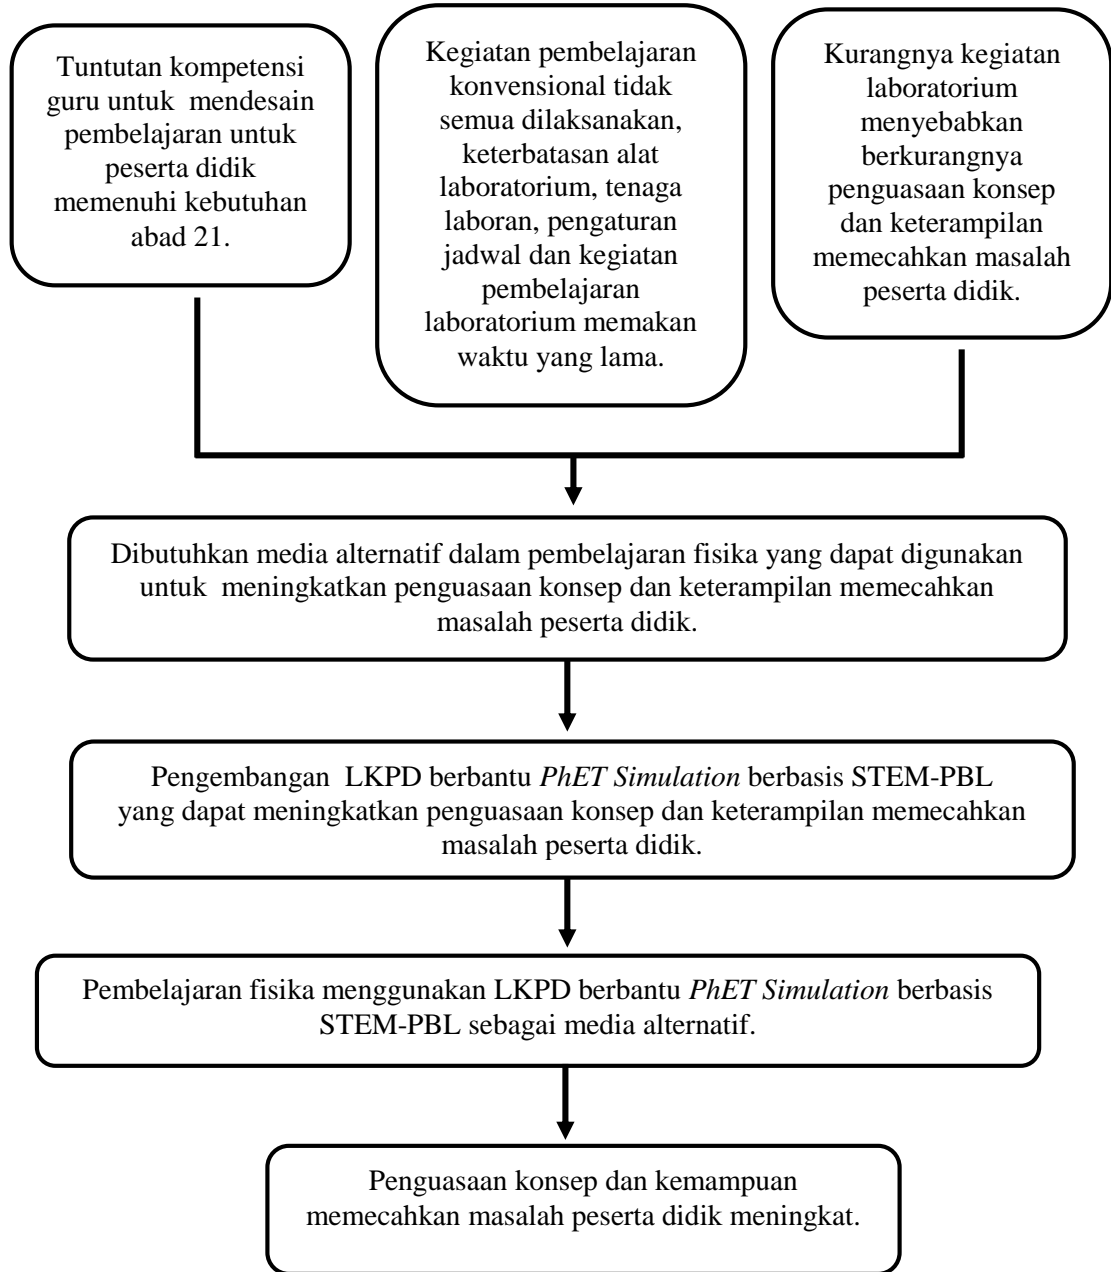 Tuntutan kompetensi
guru untuk mendesain
pembelajaran untuk
peserta didik
memenuhi kebutuhan
abad 21.
Kegiatan pembelajaran
konvensional tidak
semua dilaksanakan,
keterbatasan alat
laboratorium, tenaga
laboran, pengaturan
jadwal dan kegiatan
pembelajaran
laboratorium memakan
waktu yang lama.
Kurangnya kegiatan
laboratorium
menyebabkan
berkurangnya
penguasaan konsep
dan keterampilan
memecahkan masalah
peserta didik.
Dibutuhkan media alternatif dalam pembelajaran fisika yang dapat digunakan
untuk meningkatkan penguasaan konsep dan keterampilan memecahkan
masalah peserta didik.
Pengembangan LKPD berbantu PhET Simulation berbasis STEM-PBL
yang dapat meningkatkan penguasaan konsep dan keterampilan memecahkan
masalah peserta didik.
Pembelajaran fisika menggunakan LKPD berbantu PhET Simulation berbasis
STEM-PBL sebagai media alternatif.
Penguasaan konsep dan kemampuan
memecahkan masalah peserta didik meningkat.